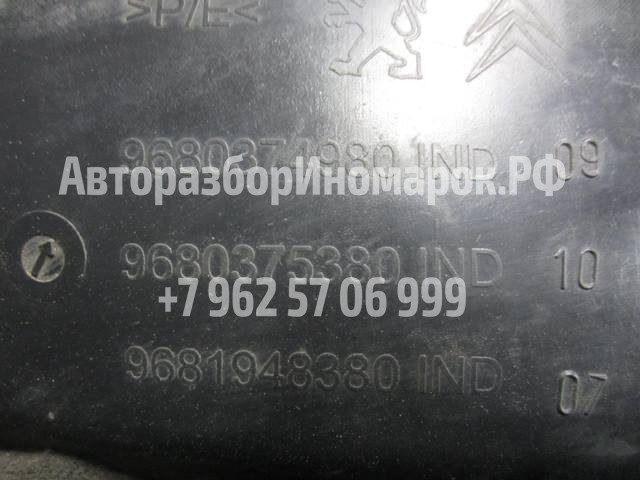 >P/E<
9680374980 IND 09
АвторазборИномарок.РФ
9680375380 IND 10
+7 962 57 06 999
9681948380 IND 07